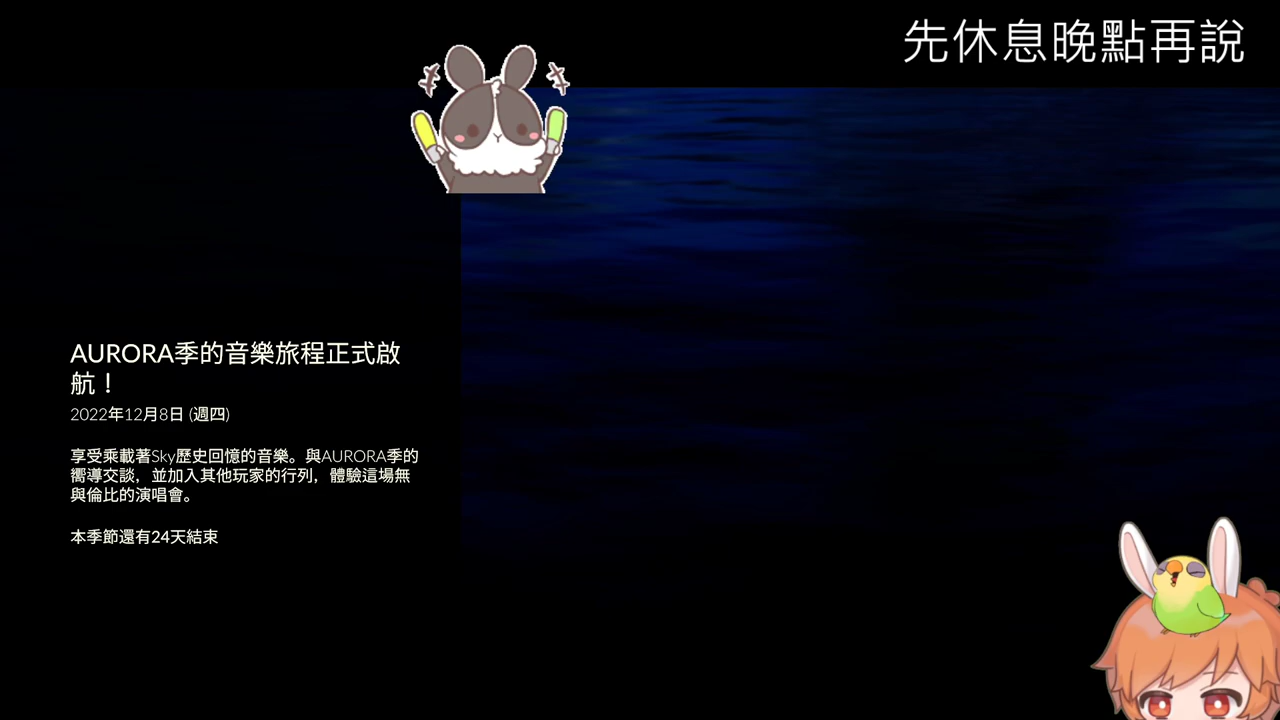 先休息晚點再說
AURORA季的音樂旅程正式啟
航！
2022年12月8日 (週四)
享受乘載著Sky歷史回憶的音樂。與AURORA季的
嚮導交談，並加入其他玩家的行列，體驗這場無
與倫比的演唱會。
本季節還有24天結束